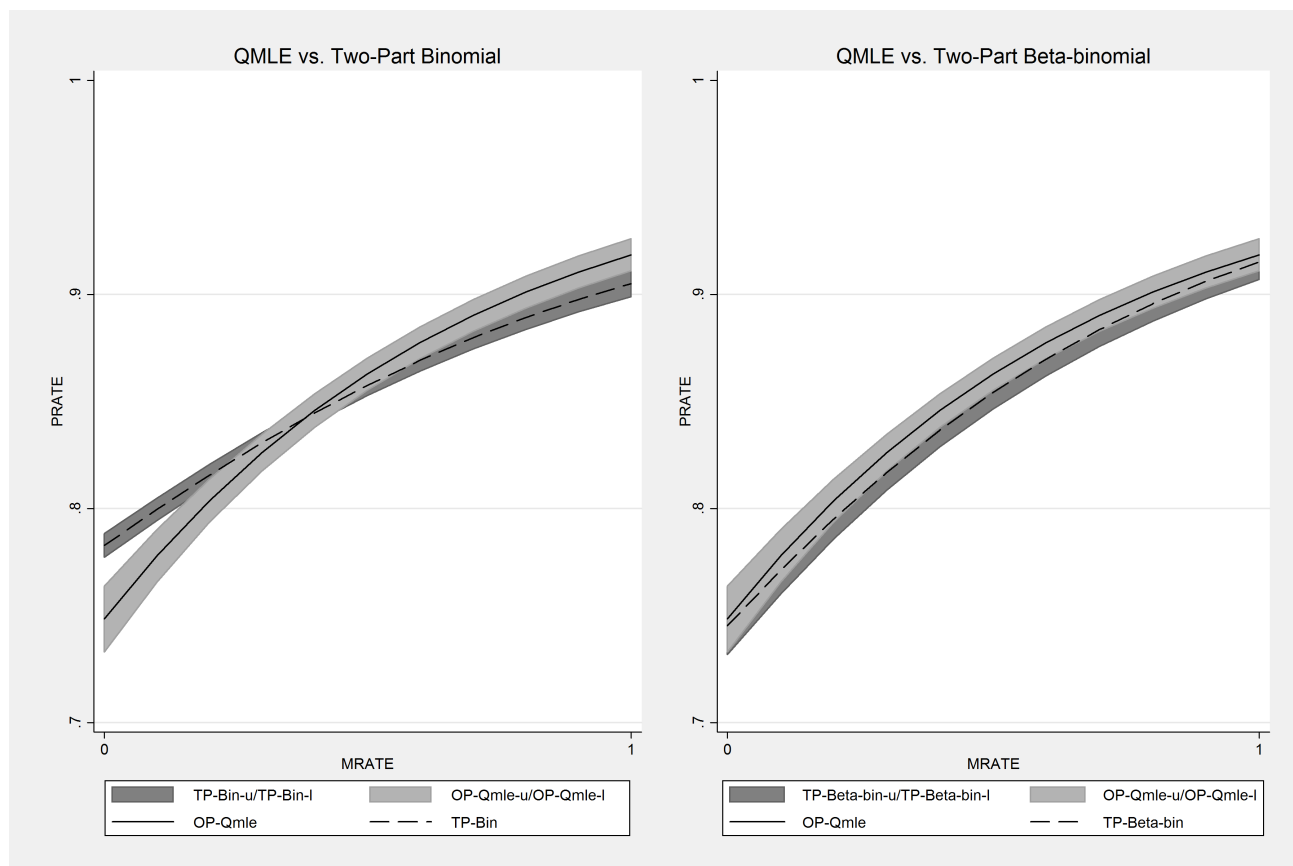 QMLE vs. Two-Part Binomial
1
.9
.8
.7
PRATE
0
1
MRATE
TP-Bin-u/TP-Bin-l
OP-Qmle-u/OP-Qmle-l
OP-Qmle
TP-Bin
QMLE vs. Two-Part Beta-binomial
1
.9
.8
.7
PRATE
0
1
MRATE
TP-Beta-bin-u/TP-Beta-bin-l
OP-Qmle-u/OP-Qmle-l
OP-Qmle
TP-Beta-bin